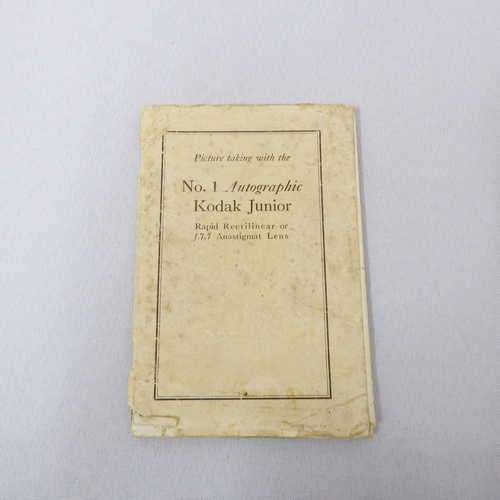 Picture taking with the
No. 1 Autographic
Kodak Junior
Rapid Rectilinear or
f.7.7 Anastigmat Lens